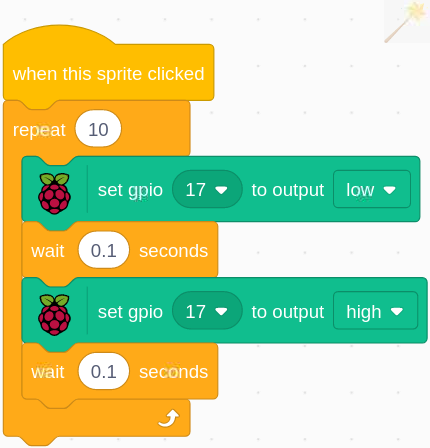 when this sprite clicked
repeat 10
set gpio 17 to output low
wait 0.1 seconds
set gpio 17 to output high
wait 0.1 seconds